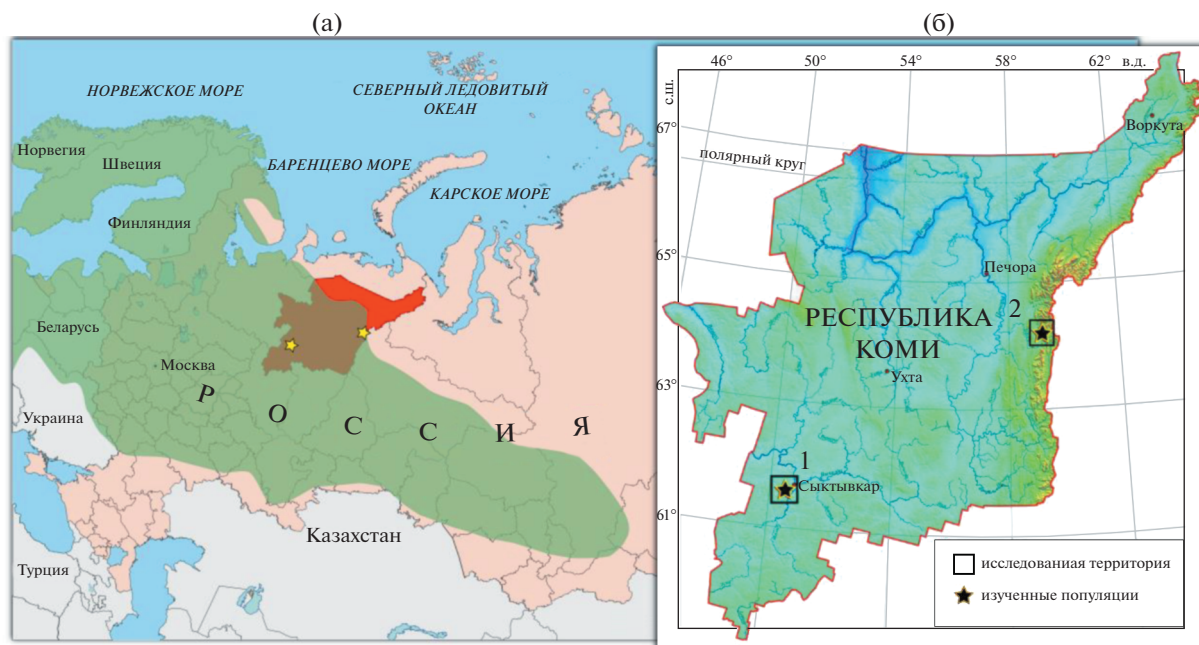 (а)
НОРВЕЖСКОЕ МОРЕ
СЕВЕРНЫЙ ЛЕДОВИТЫЙ
ОКЕАН
Норвегия
Швеция
БАРЕНЦЕВО МОРЕ
КАРСКОЕ МОРЕ
Финляндия
Беларусь
Москва
РОССИЯ
Украина
Казахстан
Турция
(б)
46°
50°
54°
58°
62°
в.д.
с.ш.
67°
Воркута
полярный круг
65°
Печора
2
РЕСПУБЛИКА
КОМИ
Ухта
63°
1
Сыктывкар
61°
исследованиая территория
изученные популяции